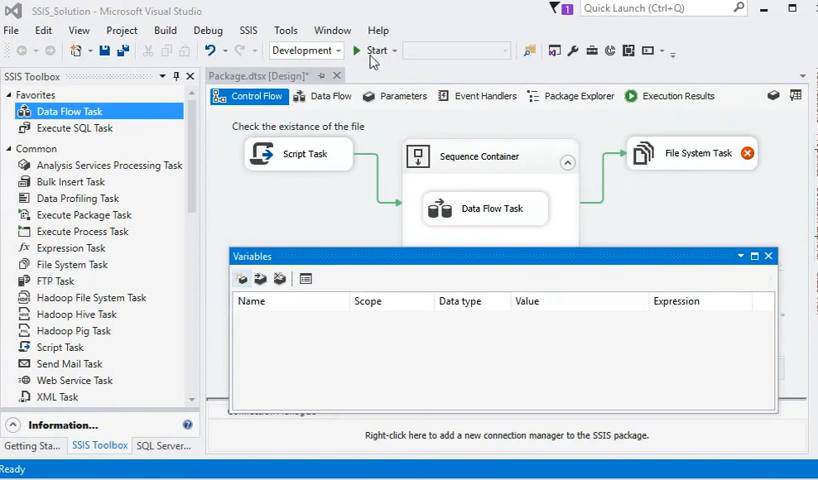 SSIS_Solution - Microsoft Visual Studio
1
Quick Launch (Ctrl+Q)
File Edit View Project Build Debug SSIS Tools Window Help
Development Start
SSIS Toolbox
Package.dtsx [Design]*
Favorites
Data Flow Task
Execute SQL Task
Common
Analysis Services Processing Task
Bulk Insert Task
Data Profiling Task
Execute Package Task
Execute Process Task
Expression Task
File System Task
FTP Task
Hadoop File System Task
Hadoop Hive Task
Hadoop Pig Task
Script Task
Send Mail Task
Web Service Task
XML Task
Information...
Getting Sta... SSIS Toolbox SQL Server...
Control Flow Data Flow Parameters Event Handlers Package Explorer Execution Results
Check the existance of the file
Script Task
Sequence Container
Data Flow Task
File System Task
Variables
Name Scope Data type Value Expression
Right-click here to add a new connection manager to the SSIS package.
Ready